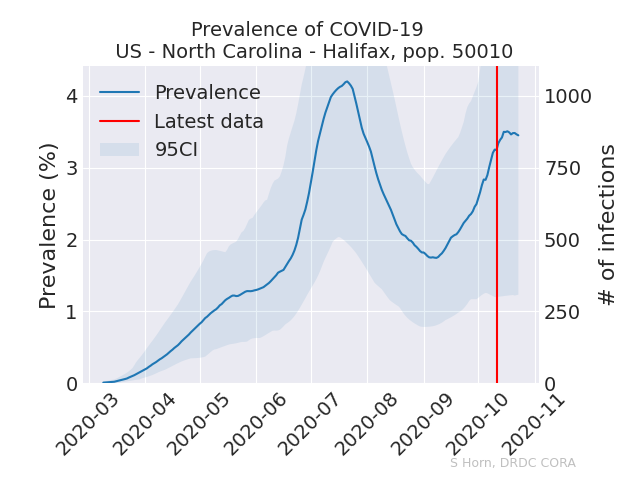 Prevalence of COVID-19
US - North Carolina - Halifax, pop. 50010
Prevalence
Latest data
95CI
Prevalence (%)
4
3
2
1
0
# of infections
1000
750
500
250
0
2020-03
2020-04
2020-05
2020-06
2020-07
2020-08
2020-09
2020-10
2020-11
S Horn, DRDC CORA